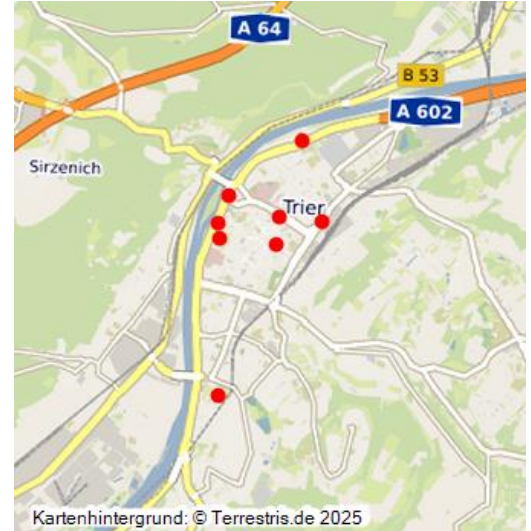 A 64
B 53
A 602
Sirzenich
Trier
Kartenhintergrund: © Terrestris.de 2025